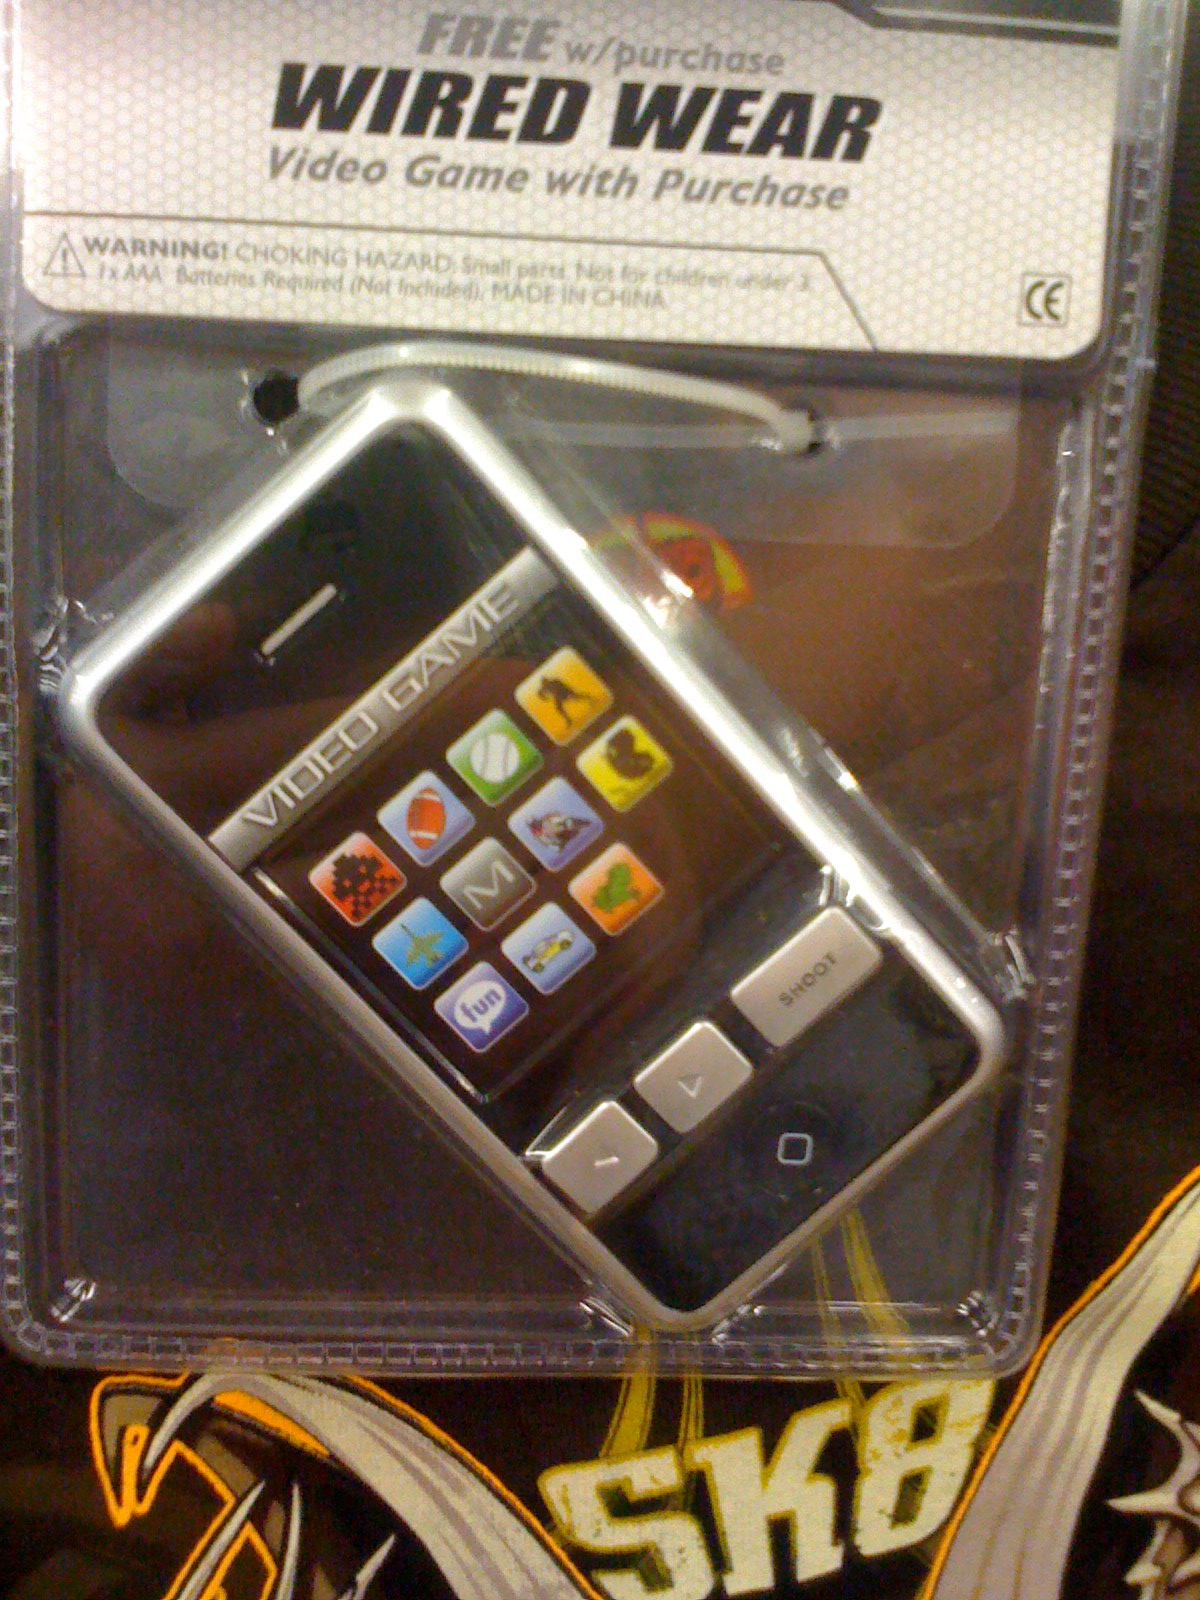 FREE w/purchase
WIRED WEAR
Video Game with Purchase
WARNING! CHOKING HAZARD: Small parts. Not for children under 3.
1x AAA Batteries Required (Not Included). MADE IN CHINA
CE
VIDEO GAME
M
fun
SHOOT
SK8